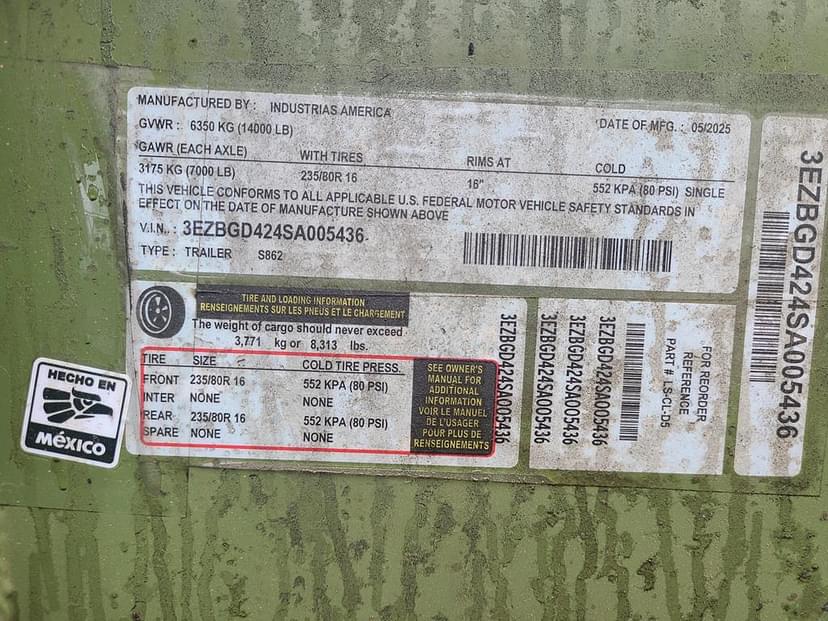 MANUFACTURED BY : INDUSTRIAS AMERICA
GVWR : 6350 KG (14000 LB) DATE OF MFG. : 05/2025
GAWR (EACH AXLE) WITH TIRES RIMS AT COLD
3175 KG (7000 LB) 235/80R 16 16" 552 KPA (80 PSI) SINGLE
THIS VEHICLE CONFORMS TO ALL APPLICABLE U.S. FEDERAL MOTOR VEHICLE SAFETY STANDARDS IN
EFFECT ON THE DATE OF MANUFACTURE SHOWN ABOVE
V.I.N.. : 3EZBGD424SA005436
TYPE : TRAILER S862
TIRE AND LOADING INFORMATION
RENSEIGNEMENTS SUR LES PNEUS ET LE CHARGEMENT
The weight of cargo should never exceed
3,771 kg or 8,313 lbs.
TIRE SIZE COLD TIRE PRESS.
FRONT 235/80R 16 552 KPA (80 PSI)
INTER NONE NONE
REAR 235/80R 16 552 KPA (80 PSI)
SPARE NONE NONE
SEE OWNER'S
MANUAL FOR
ADDITIONAL
INFORMATION
VOIR LE MANUEL
DE L'USAGER
POUR PLUS DE
RENSEIGNEMENTS
3EZBGD424SA005436
3EZBGD424SA005436
3EZBGD424SA005436
3EZBGD424SA005436
FOR REORDER
REFERENCE
PART # LS-CL-D5
3EZBGD424SA005436
HECHO EN
MéXICO